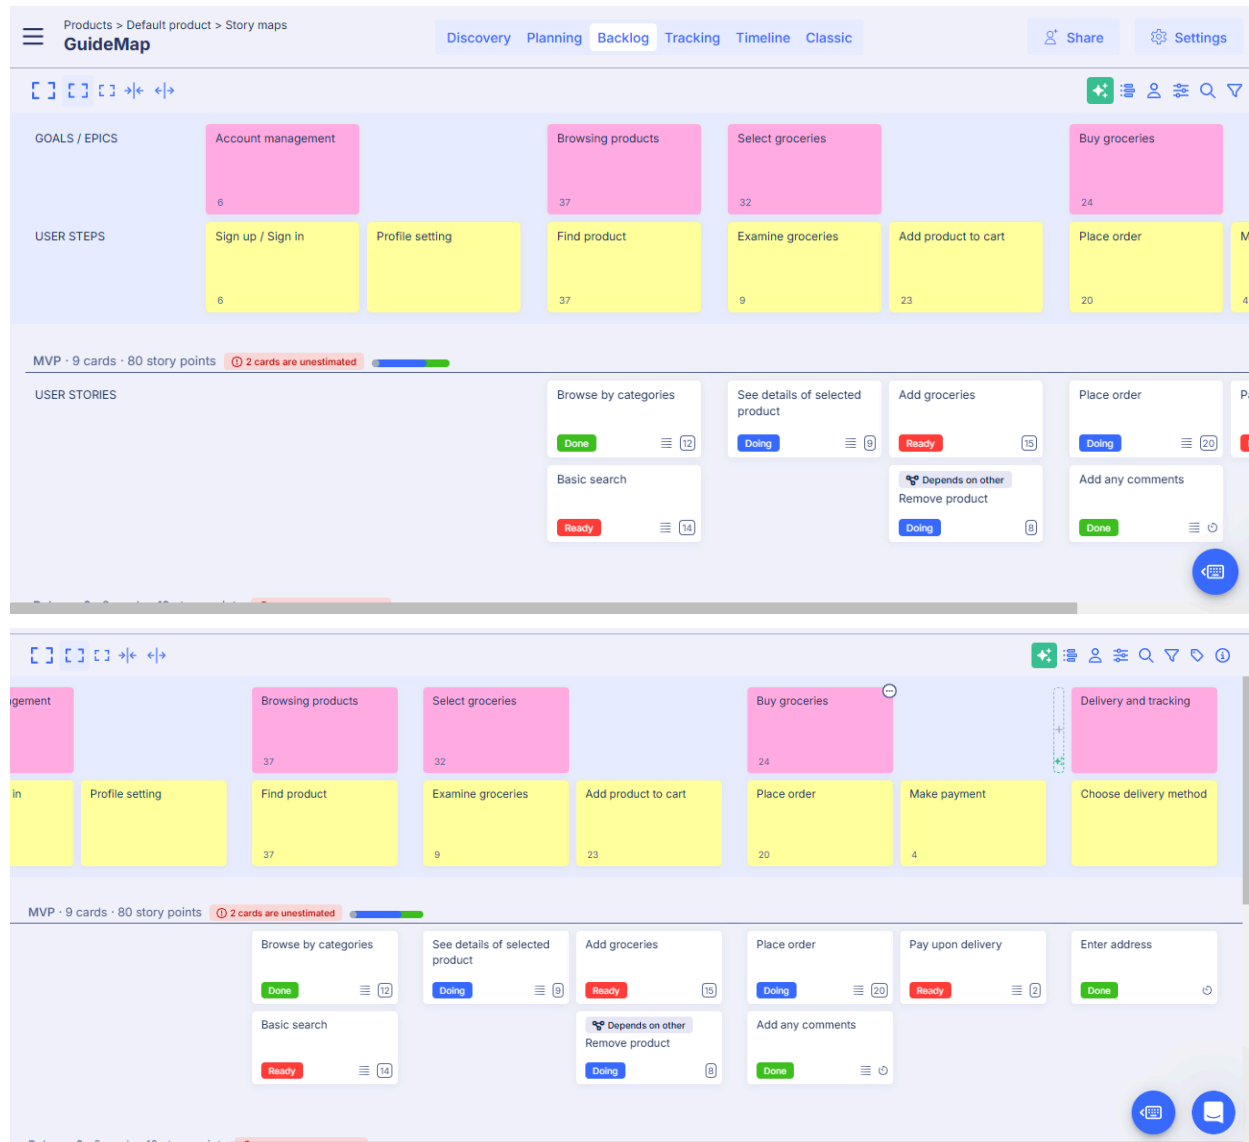 Products > Default product > Story maps
GuideMap
Discovery Planning Backlog Tracking Timeline Classic
Share Settings
GOALS / EPICS Account management Browsing products Select groceries Buy groceries
6 37 32 24
USER STEPS Sign up / Sign in Profile setting Find product Examine groceries Add product to cart Place order M
6 37 9 23 20 4
MVP · 9 cards · 80 story points 2 cards are unestimated
USER STORIES Browse by categories See details of selected Add groceries Place order Pa
product
Done 12 Doing 9 Ready 15 Doing 20
Basic search Depends on other Add any comments
Remove product
Ready 14 Doing 8 Done
gement Browsing products Select groceries Buy groceries Delivery and tracking
37 32 24
in Profile setting Find product Examine groceries Add product to cart Place order Make payment Choose delivery method
37 9 23 20 4
MVP · 9 cards · 80 story points 2 cards are unestimated
Browse by categories See details of selected Add groceries Place order Pay upon delivery Enter address
product
Done 12 Doing 9 Ready 15 Doing 20 Ready 2 Done
Basic search Depends on other Add any comments
Remove product
Ready 14 Doing 8 Done